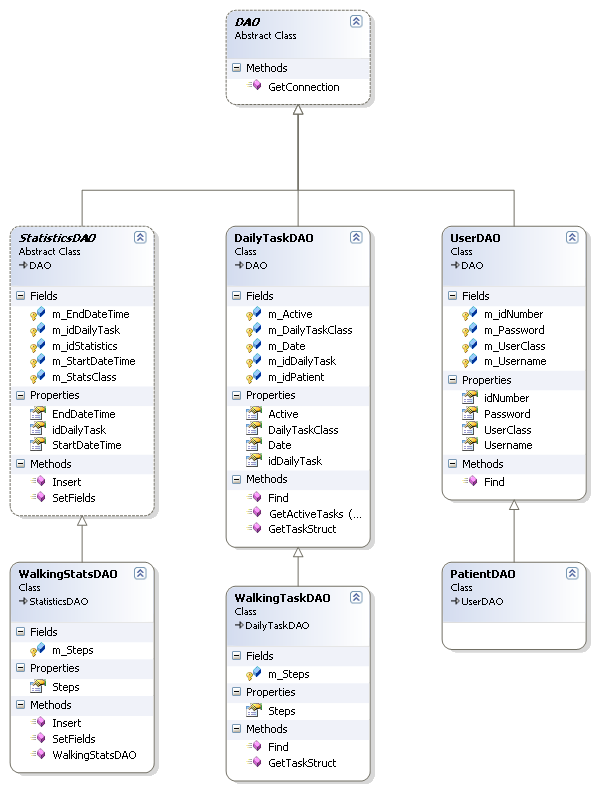 DAO
Abstract Class
Methods
GetConnection
StatisticsDAO
Abstract Class
DAO
Fields
m_EndDateTime
m_idDailyTask
m_idStatistics
m_StartDateTime
m_StatsClass
Properties
EndDateTime
idDailyTask
StartDateTime
Methods
Insert
SetFields
DailyTaskDAO
Class
DAO
Fields
m_Active
m_DailyTaskClass
m_Date
m_idDailyTask
m_idPatient
Properties
Active
DailyTaskClass
Date
idDailyTask
Methods
Find
GetActiveTasks (...
GetTaskStruct
UserDAO
Class
DAO
Fields
m_idNumber
m_Password
m_UserClass
m_Username
Properties
idNumber
Password
UserClass
Username
Methods
Find
WalkingStatsDAO
Class
StatisticsDAO
Fields
m_Steps
Properties
Steps
Methods
Insert
SetFields
WalkingStatsDAO
WalkingTaskDAO
Class
DailyTaskDAO
Fields
m_Steps
Properties
Steps
Methods
Find
GetTaskStruct
PatientDAO
Class
UserDAO